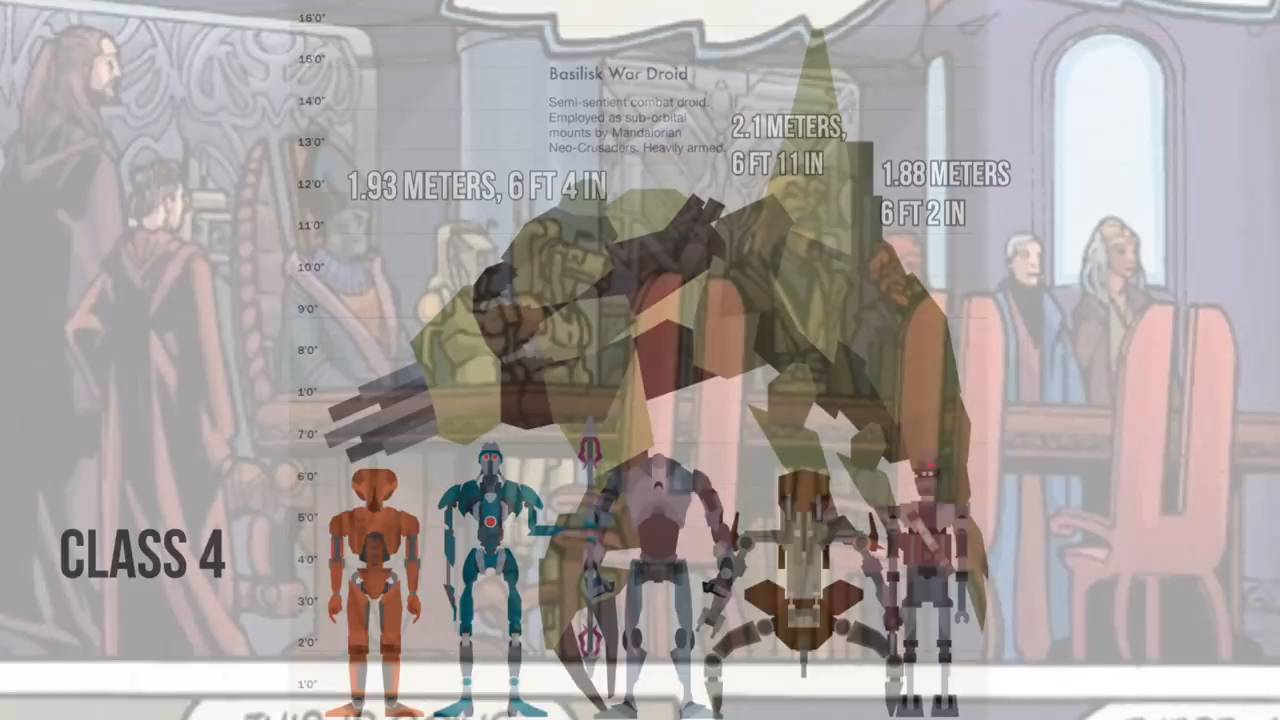 16'0"
15'0"
14'0"
13'0"
12'0"
11'0"
10'0"
9'0"
8'0"
1'0"
7'0"
6'0"
5'0"
4'0"
3'0"
2'0"
1'0"
Basilisk War Droid
Semi-sentient combat droid.
Employed as sub-orbital
mounts by Mandalorian
Neo-Crusaders. Heavily armed.
1.93 METERS, 6 FT 4 IN
2.1 METERS,
6 FT 11 IN
1.88 METERS
6 FT 2 IN
CLASS 4